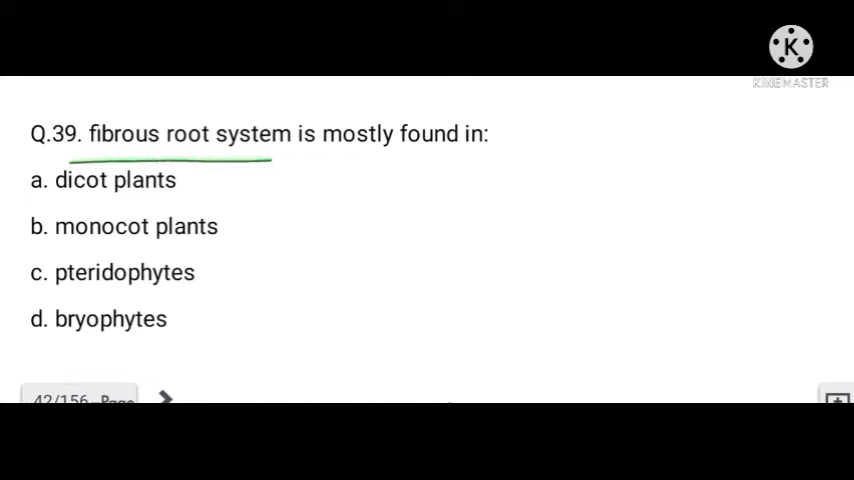 K
KINEMASTER
Q.39. fibrous root system is mostly found in:
a. dicot plants
b. monocot plants
c. pteridophytes
d. bryophytes
42/156 -Page